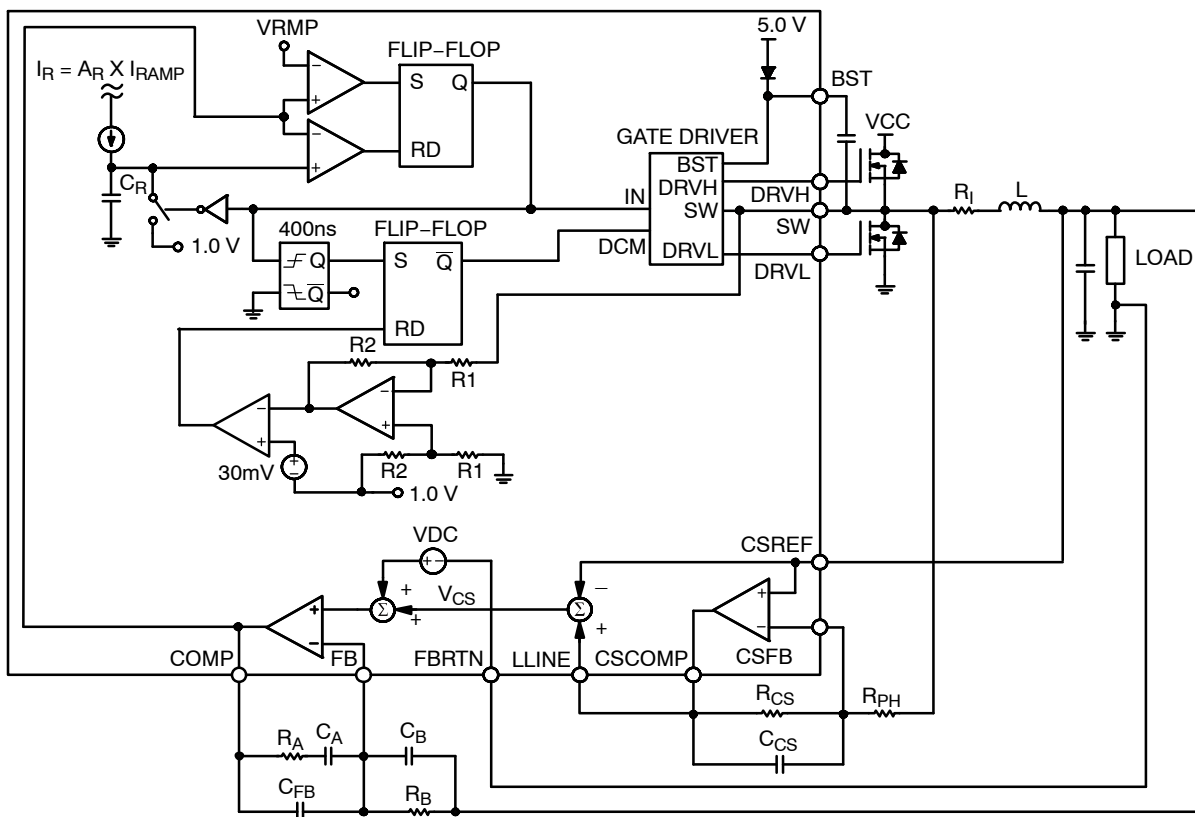 5.0 V
VRMP
FLIP−FLOP
I_R = A_R X I_RAMP
S
Q
BST
−
+
VCC
−
GATE DRIVER
RD
+
BST
C_R
DRVH
DRVH
R_I
L
IN
SW
SW
1.0 V
400ns
FLIP−FLOP
DCM
DRVL
DRVL
LOAD
Q
S
Q̅
Q̅
RD
R2
R1
−
−
+
+
+
−
30mV
R2
R1
1.0 V
VDC
+ −
CSREF
+
−
V_CS
Σ
+
Σ
+
+
−
+
−
COMP
FB
FBRTN
LLINE
CSCOMP
CSFB
R_CS
R_PH
R_A
C_A
C_B
C_CS
C_FB
R_B